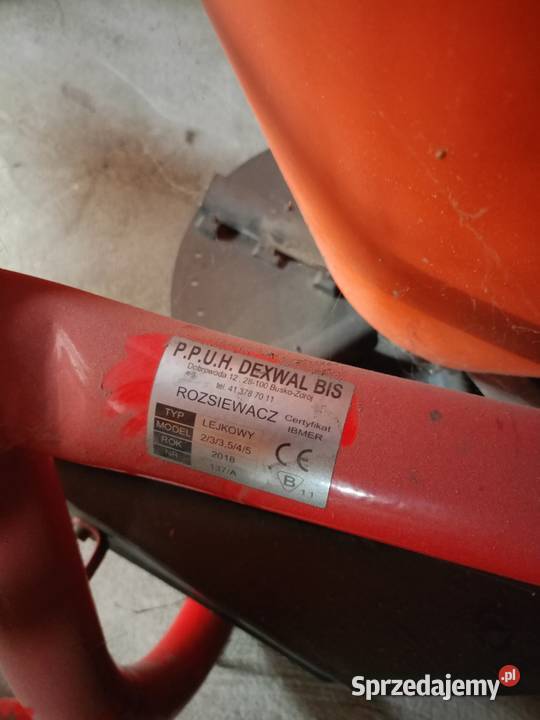 P.P.U.H. DEXWAL BIS
Dobrowoda 12, 28-100 Busko-Zdrój
tel. 41 378 70 11
ROZSIEWACZ Certyfikat IBMER
TYP LEJKOWY
MODEL 2/3/3.5/4/5
ROK 2018
NR 137/A
CE
B
11
Sprzedajemy.pl